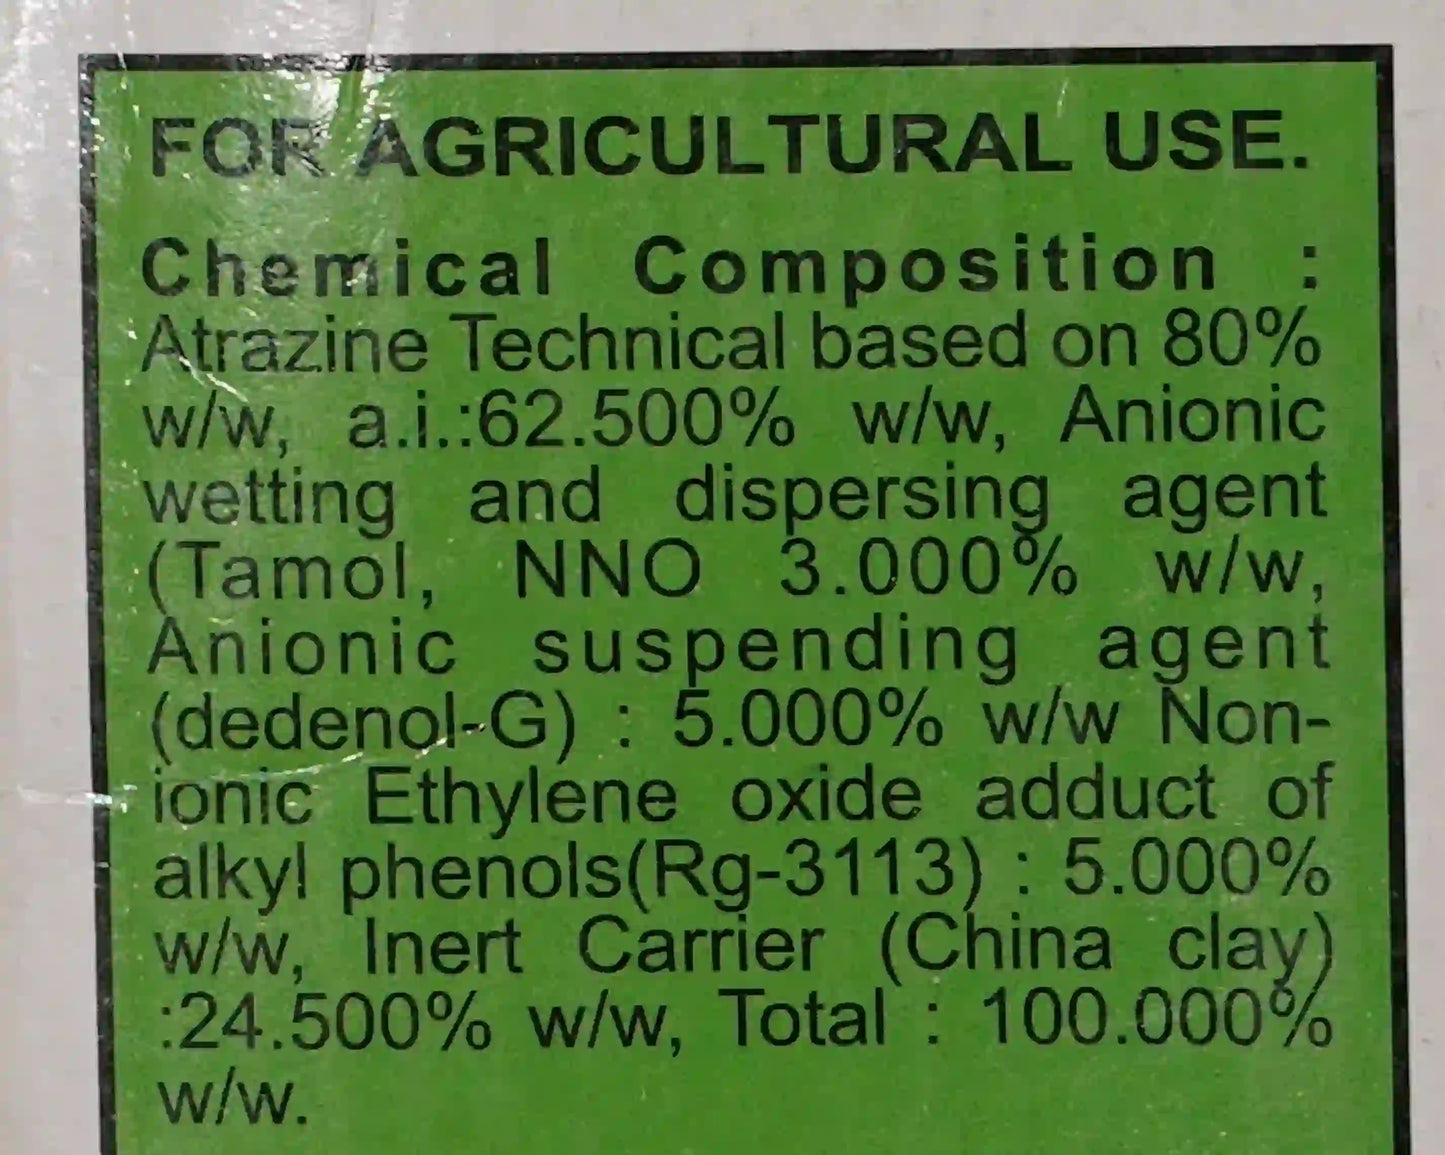 FOR AGRICULTURAL USE.
Chemical Composition :
Atrazine Technical based on 80%
w/w, a.i.:62.500% w/w, Anionic
wetting and dispersing agent
(Tamol, NNO 3.000% w/w,
Anionic suspending agent
(dedenol-G) : 5.000% w/w Non-
ionic Ethylene oxide adduct of
alkyl phenols(Rg-3113) : 5.000%
w/w, Inert Carrier (China clay)
:24.500% w/w, Total : 100.000%
w/w.